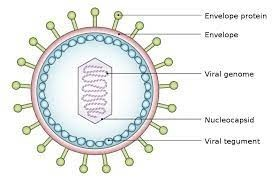 Envelope protein
Envelope
Viral genome
Nucleocapsid
Viral tegument